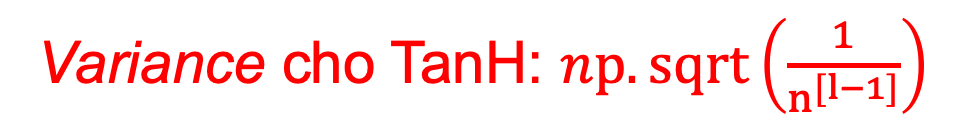 Variance cho TanH: np.sqrt(1/n^[l−1])